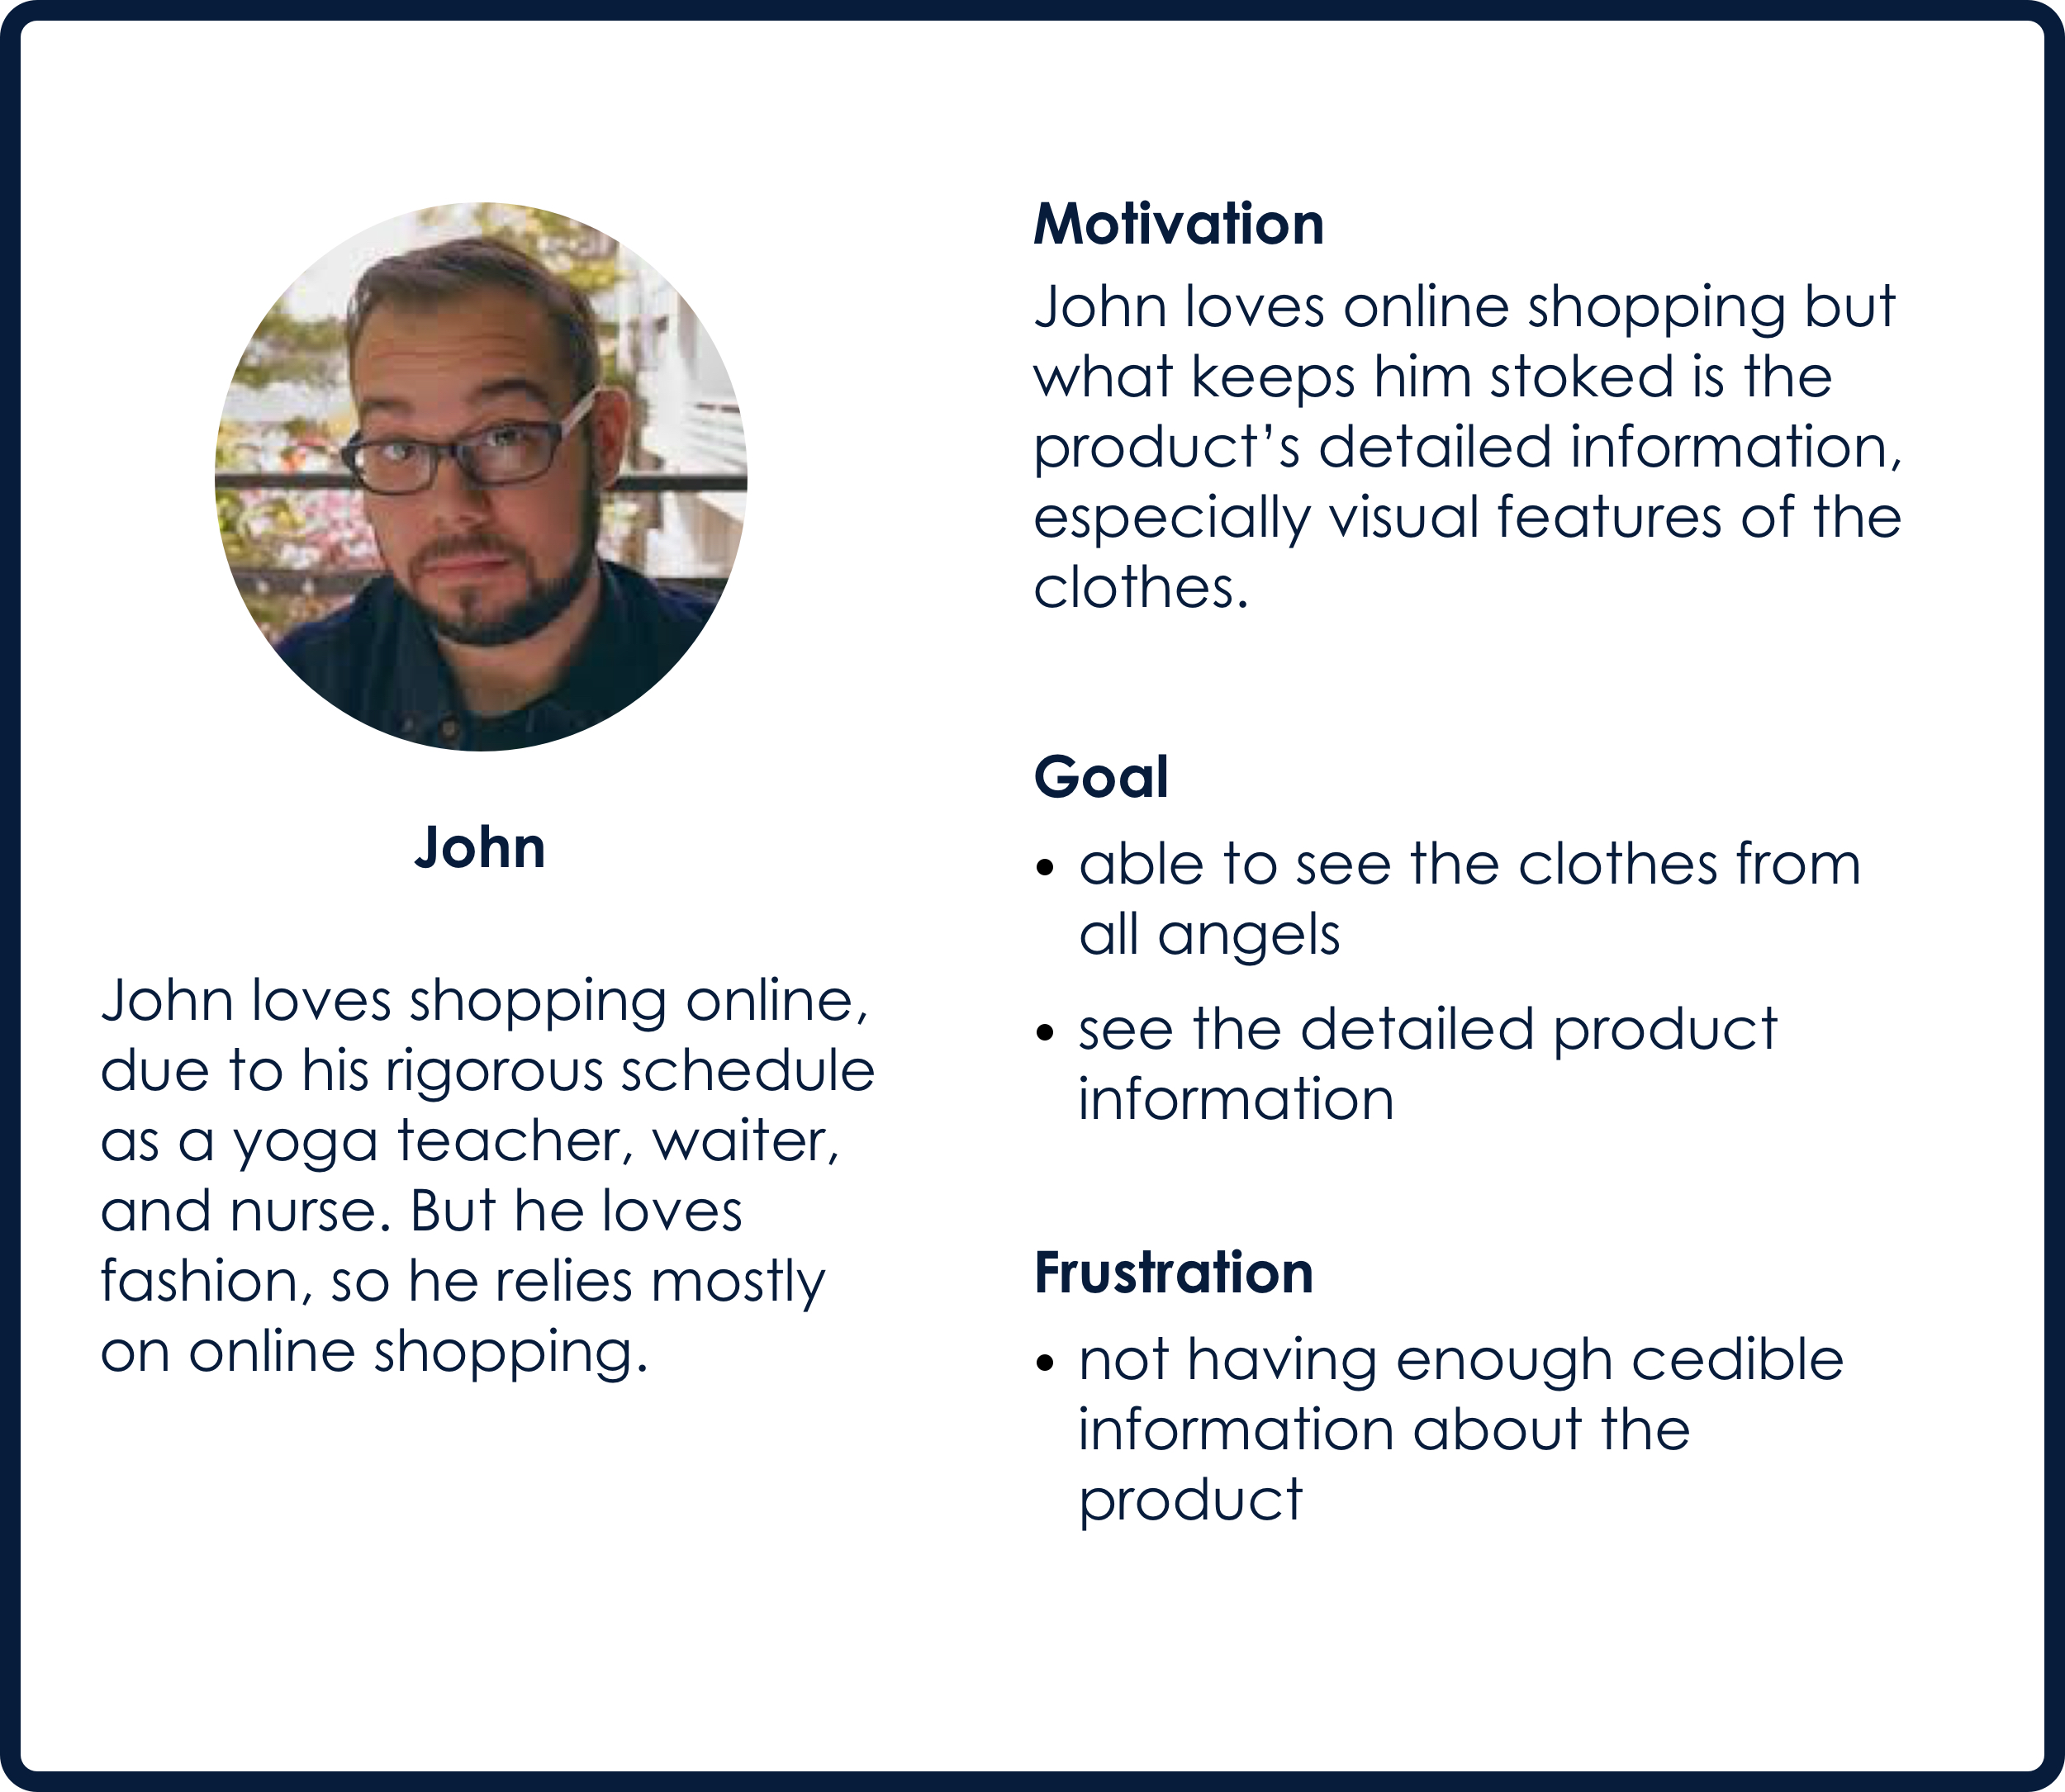 John
John loves shopping online,
due to his rigorous schedule
as a yoga teacher, waiter,
and nurse. But he loves
fashion, so he relies mostly
on online shopping.
Motivation
John loves online shopping but
what keeps him stoked is the
product’s detailed information,
especially visual features of the
clothes.
Goal
• able to see the clothes from
all angels
• see the detailed product
information
Frustration
• not having enough cedible
information about the
product